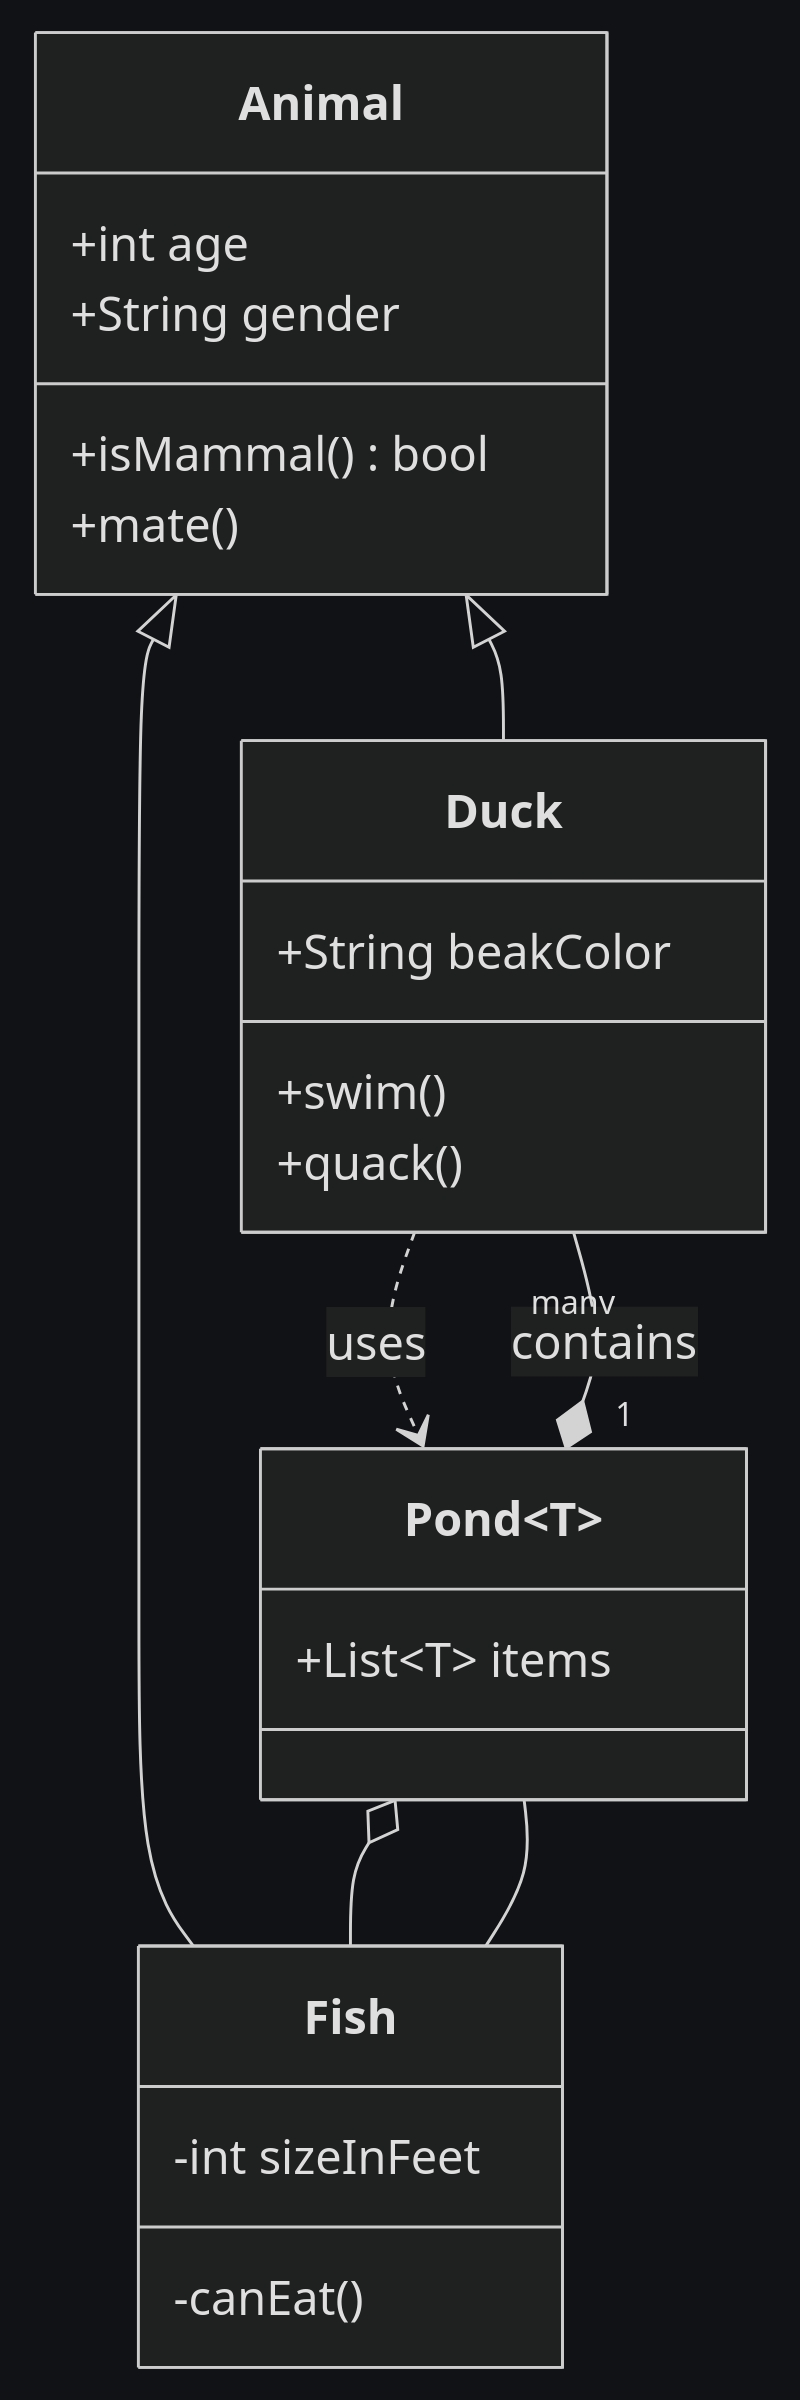 Animal
+int age
+String gender
+isMammal() : bool
+mate()
Duck
+String beakColor
+swim()
+quack()
uses
many
contains
1
Pond<T>
+List<T> items
Fish
-int sizeInFeet
-canEat()